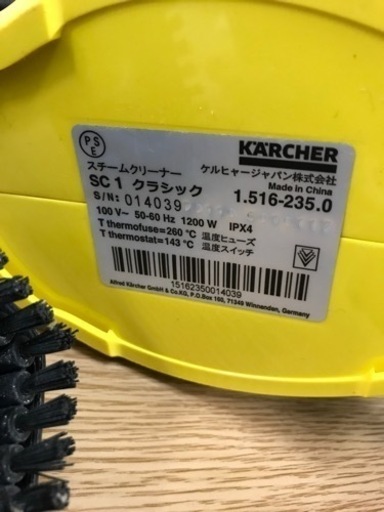 PSE
KÄRCHER
スチームクリーナー ケルヒャージャパン株式会社
SC 1 クラシック Made in China
S/N: 014039 1.516-235.0
100 V~ 50-60 Hz 1200 W IPX4
T thermofuse=260 °C 温度ヒューズ
T thermostat=143 °C 温度スイッチ
15162350014039
Alfred Kärcher GmbH & Co.KG, P.O.Box 160, 71349 Winnenden, Germany